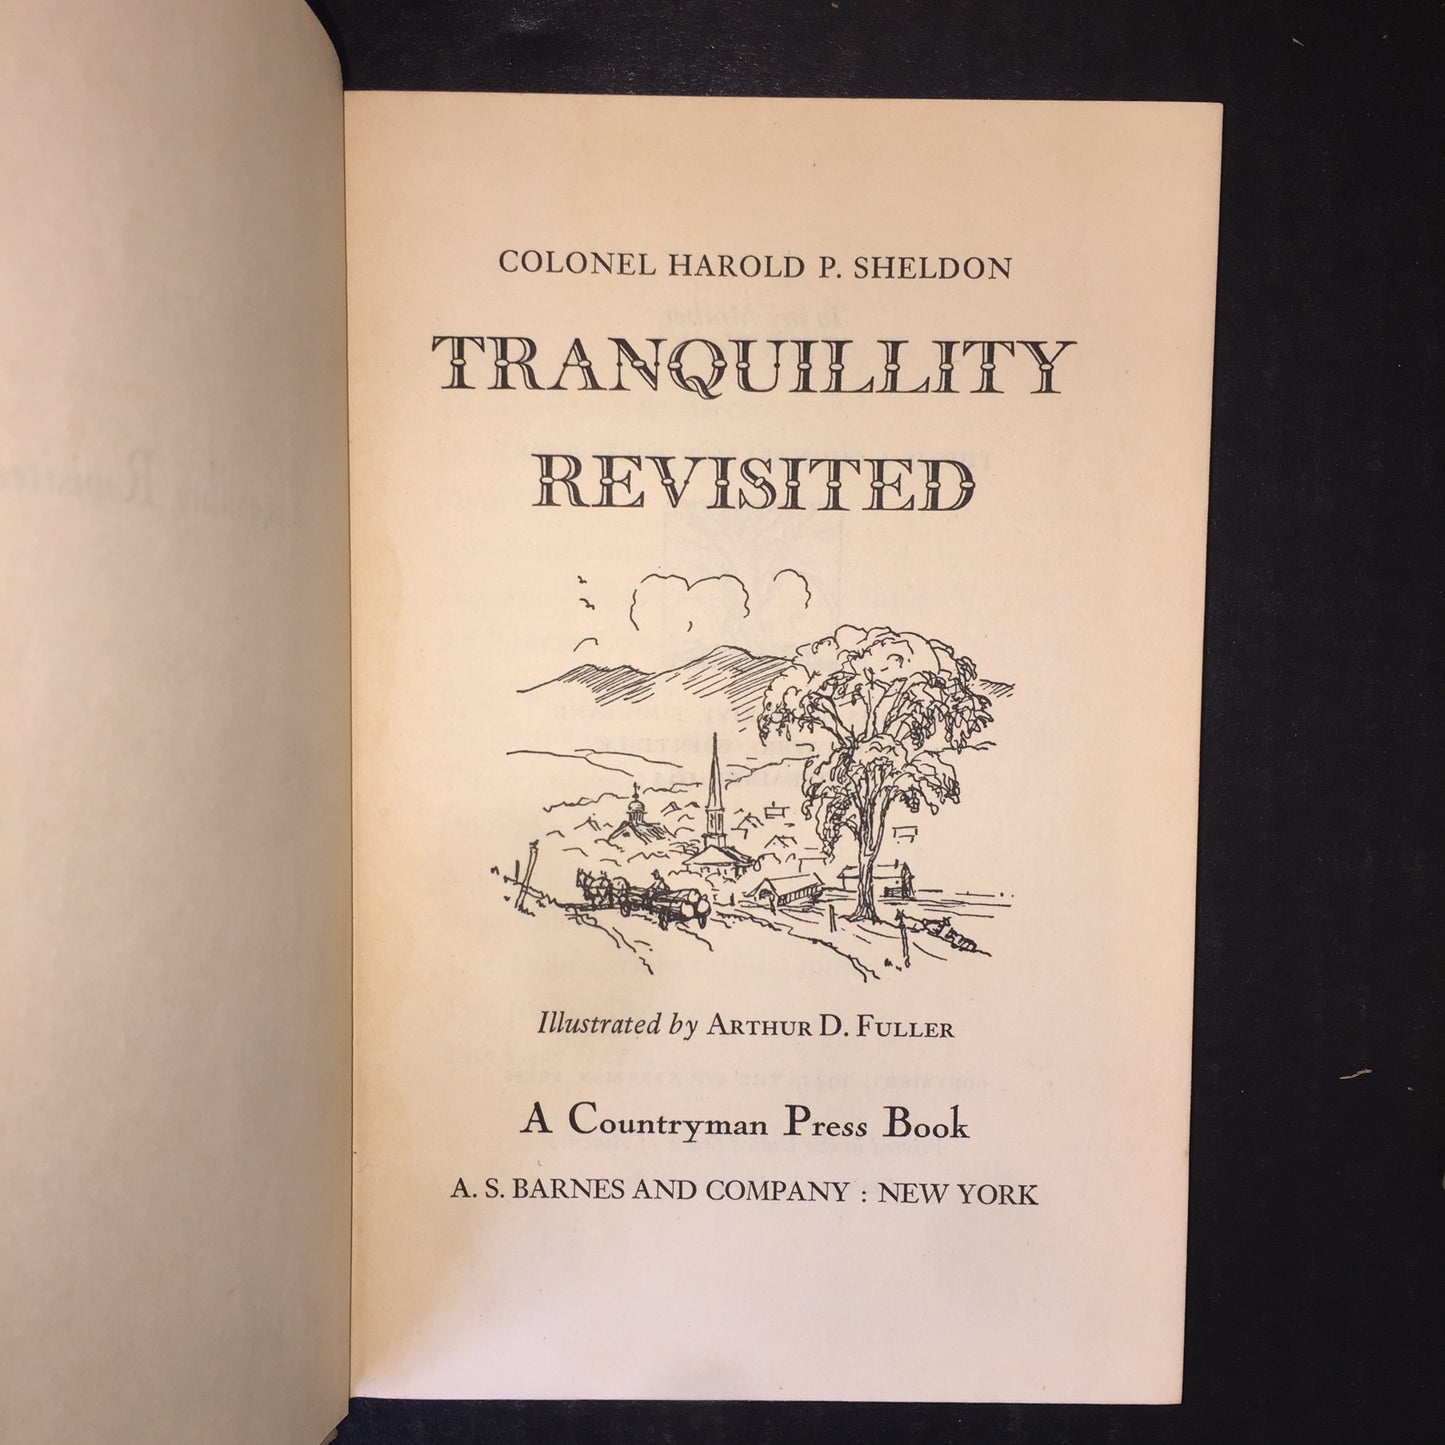 COLONEL HAROLD P. SHELDON
TRANQUILLITY
REVISITED
Illustrated by ARTHUR D. FULLER
A Countryman Press Book
A. S. BARNES AND COMPANY : NEW YORK